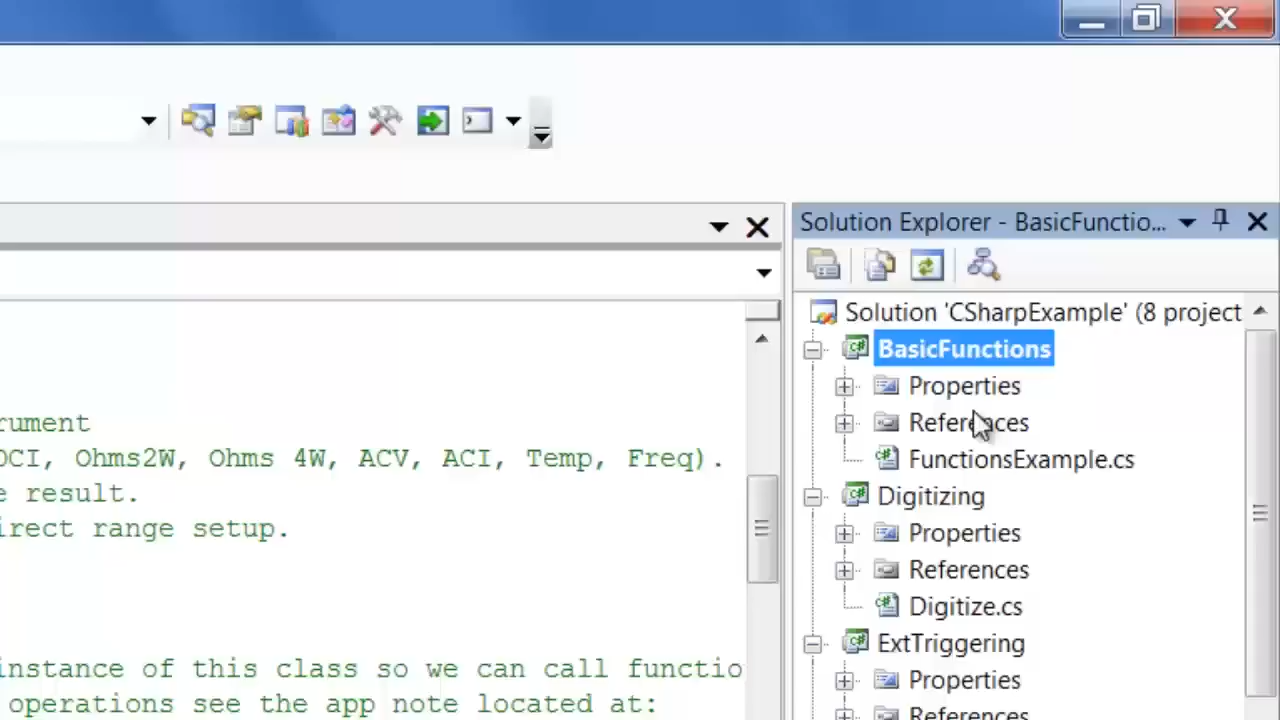 Solution Explorer - BasicFunctio...
Solution 'CSharpExample' (8 project
BasicFunctions
Properties
References
FunctionsExample.cs
Digitizing
Properties
References
Digitize.cs
ExtTriggering
Properties
References
rument
DCI, Ohms2W, Ohms 4W, ACV, ACI, Temp, Freq).
e result.
irect range setup.
instance of this class so we can call functio
operations see the app note located at: